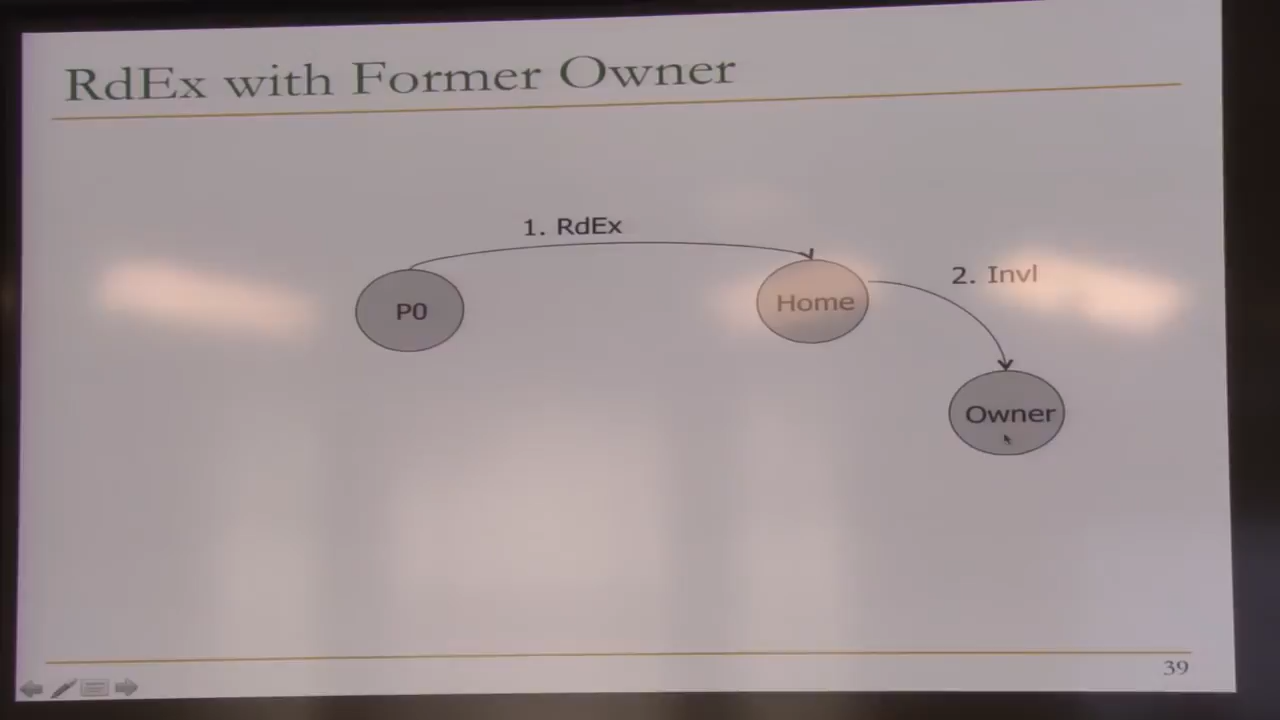 RdEx with Former Owner
1. RdEx
2. Invl
P0
Home
Owner
39